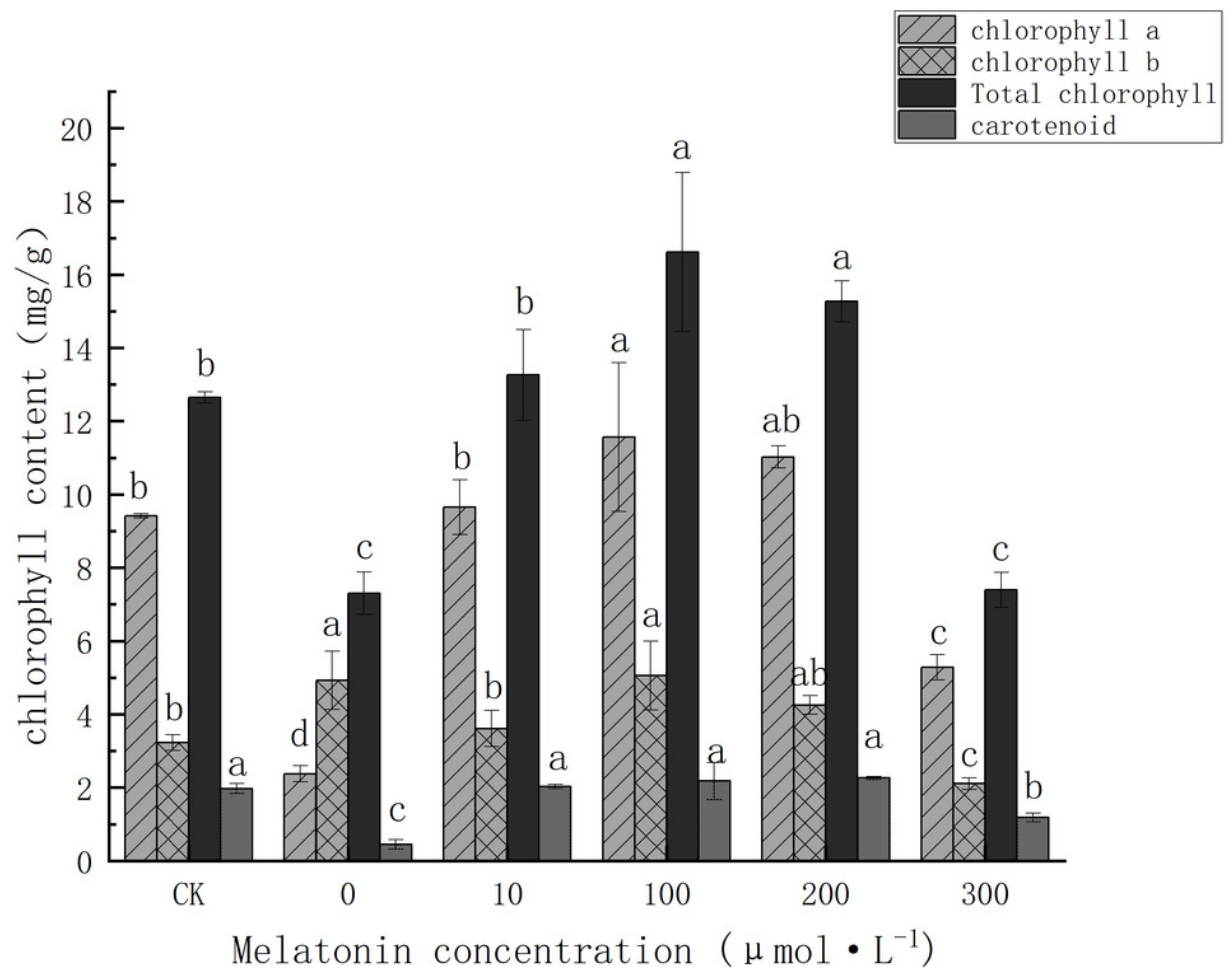 chlorophyll a
chlorophyll b
Total chlorophyll
carotenoid
chlorophyll content (mg/g)
20
18
16
14
12
10
8
6
4
2
0
b
b
b
a
d
a
c
c
b
b
b
a
a
a
a
a
ab
ab
a
a
c
c
c
b
CK
0
10
100
200
300
Melatonin concentration (μmol•L⁻¹)